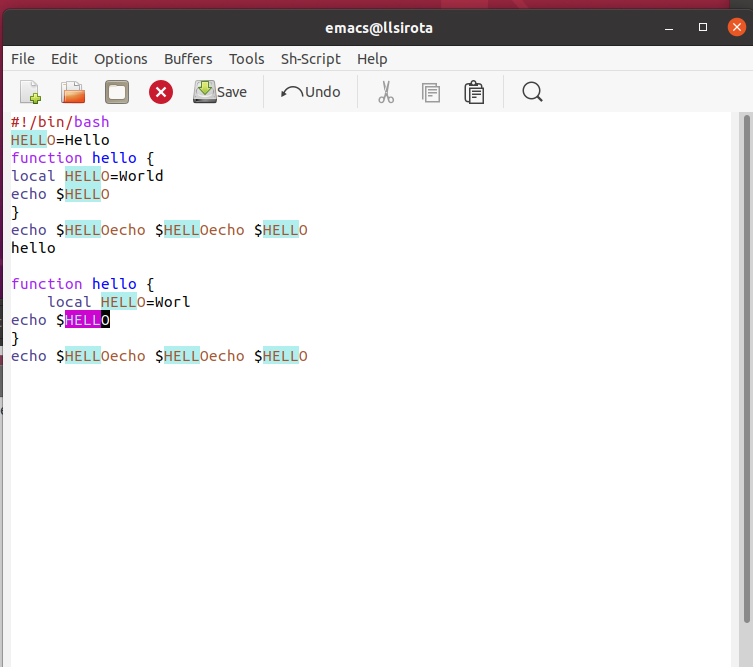 emacs@llsirota
File Edit Options Buffers Tools Sh-Script Help
Save Undo
#!/bin/bash
HELLO=Hello
function hello {
local HELLO=World
echo $HELLO
}
echo $HELLOecho $HELLOecho $HELLO
hello
function hello {
    local HELLO=Worl
echo $HELLO
}
echo $HELLOecho $HELLOecho $HELLO